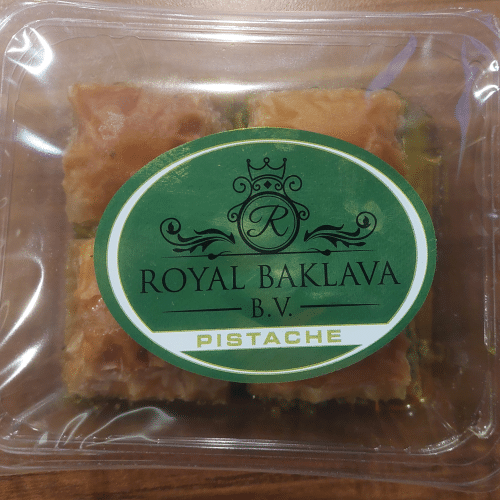 R
ROYAL BAKLAVA
B.V.
PISTACHE